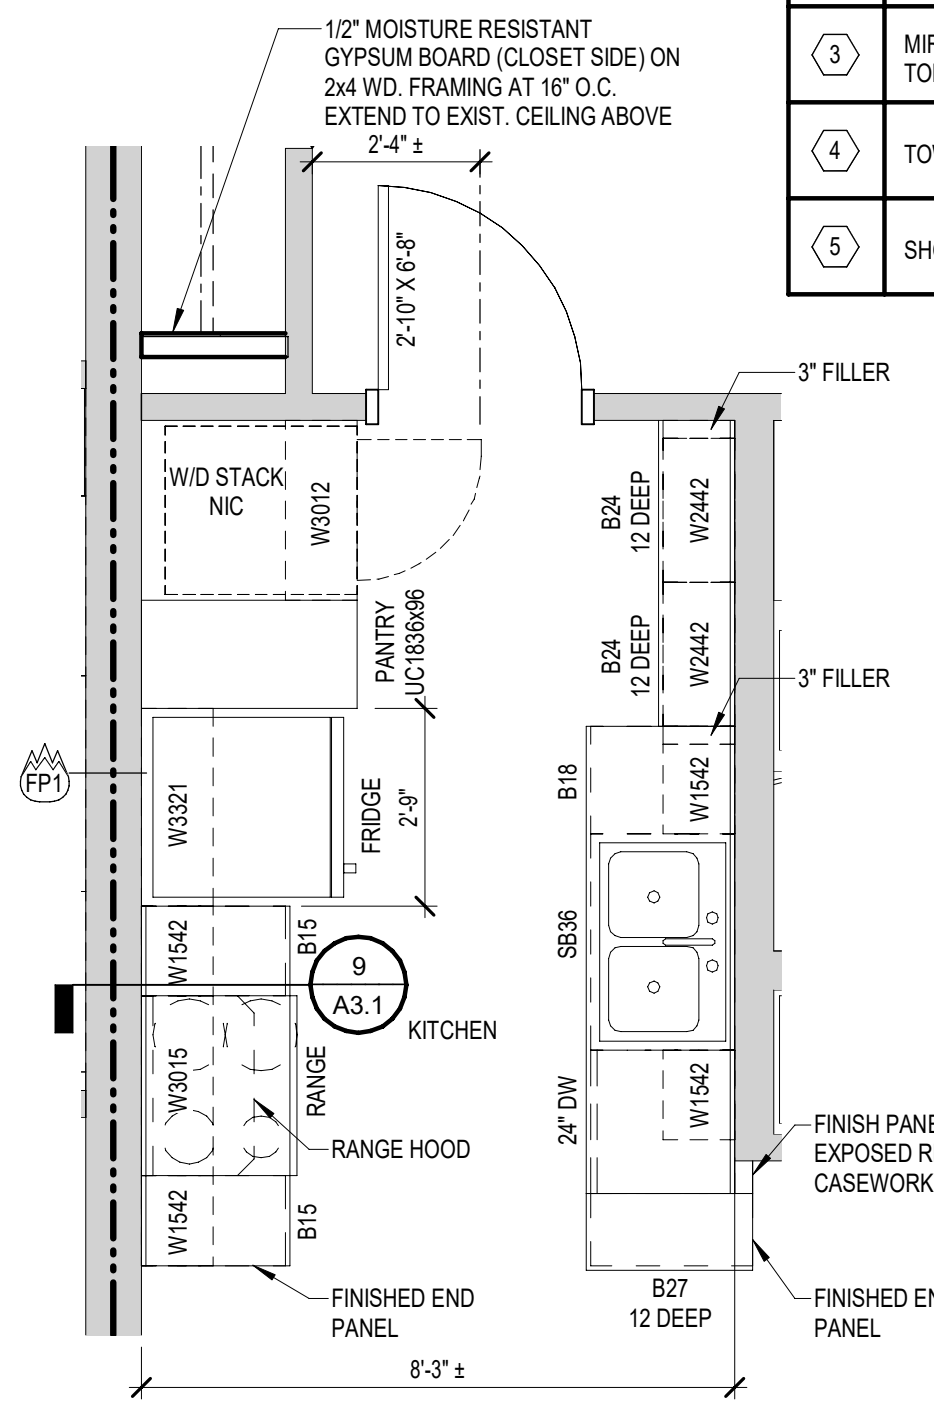 1/2" MOISTURE RESISTANT
GYPSUM BOARD (CLOSET SIDE) ON
2x4 WD. FRAMING AT 16" O.C.
EXTEND TO EXIST. CEILING ABOVE
2'-4" ±
3
4
5
2'-10" X 6'-8"
3" FILLER
W/D STACK
NIC
W3012
B24
12 DEEP
W2442
PANTRY
UC1836x96
B24
12 DEEP
W2442
3" FILLER
FP1
W3321
FRIDGE
2'-9"
B18
W1542
W1542
B15
9
A3.1
KITCHEN
SB36
W3015
RANGE
RANGE HOOD
24" DW
W1542
W1542
B15
FINISHED END
PANEL
EXPOSED
CASEWORK
B27
12 DEEP
FINISHED
PANEL
8'-3" ±